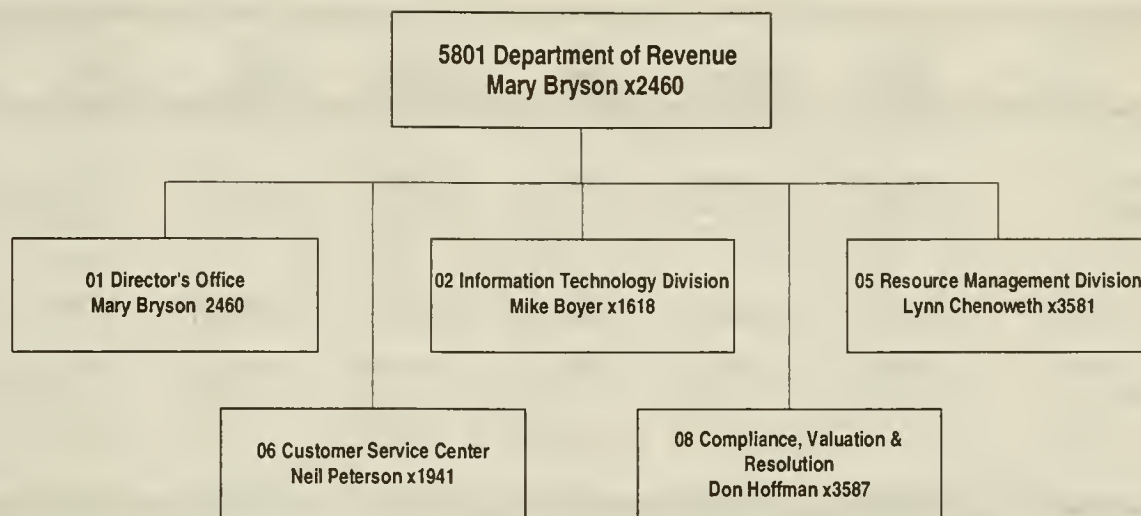 5801 Department of Revenue
Mary Bryson x2460
01 Director's Office
Mary Bryson 2460
02 Information Technology Division
Mike Boyer x1618
05 Resource Management Division
Lynn Chenoweth x3581
06 Customer Service Center
Neil Peterson x1941
08 Compliance, Valuation &
Resolution
Don Hoffman x3587